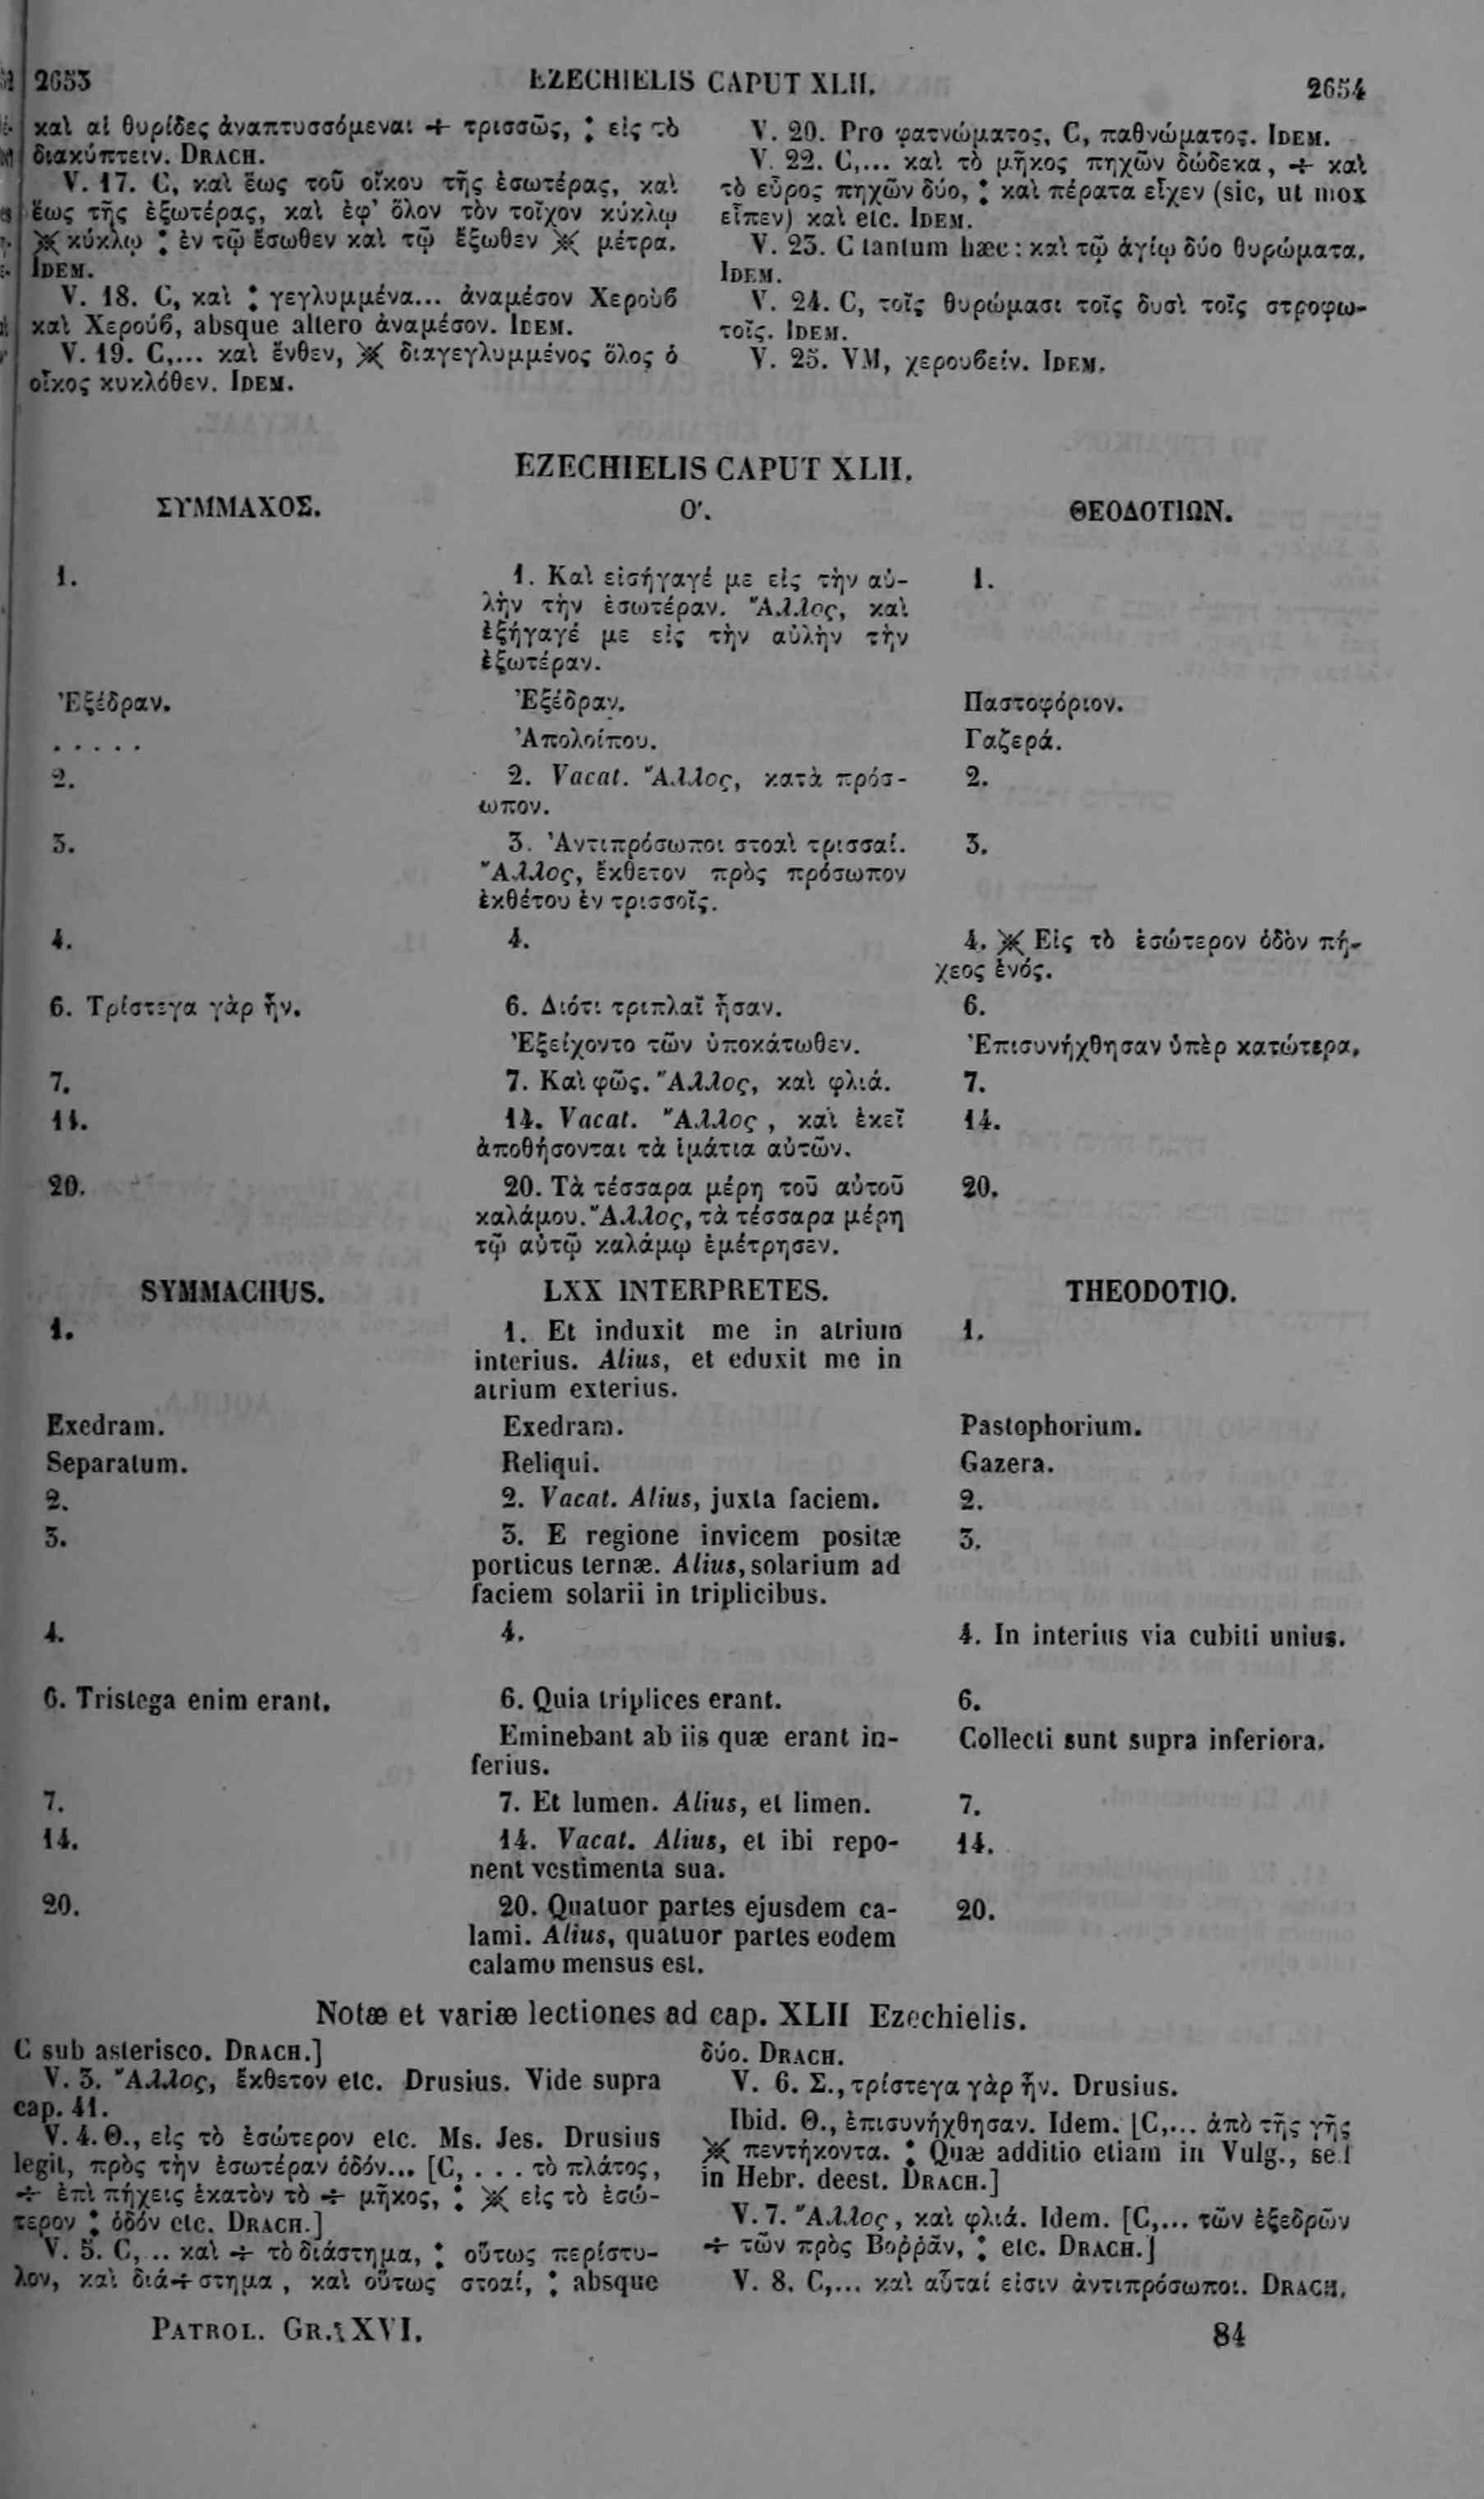 2653
EZECHIELIS CAPUT XLII.
2654
καὶ αἱ θυρίδες ἀναπτυσσόμεναι ÷ τρισσῶς, : εἰς τὸ
διακύπτειν. DRACH.
V. 17. C, καὶ ἕως τοῦ οἴκου τῆς ἐσωτέρας, καὶ
ἕως τῆς ἐξωτέρας, καὶ ἐφ' ὅλον τὸν τοῖχον κύκλῳ
※ κύκλῳ : ἐν τῷ ἔσωθεν καὶ τῷ ἔξωθεν ※ μέτρα.
IDEM.
V. 18. C, καὶ : γεγλυμμένα... ἀναμέσον Χεροὺβ
καὶ Χερούβ, absque altero ἀναμέσον. IDEM.
V. 19. C,... καὶ ἔνθεν, ※ διαγεγλυμμένος ὅλος ὁ
οἶκος κυκλόθεν. IDEM.
V. 20. Pro φατνώματος, C, παθνώματος. IDEM.
V. 22. C,... καὶ τὸ μῆκος πηχῶν δώδεκα, ÷ καὶ
τὸ εὖρος πηχῶν δύο, : καὶ πέρατα εἶχεν (sic, ut mox
εἶπεν) καὶ etc. IDEM.
V. 23. C tantum hæc : καὶ τῷ ἁγίῳ δύο θυρώματα.
IDEM.
V. 24. C, τοῖς θυρώμασι τοῖς δυσὶ τοῖς στροφω-
τοῖς. IDEM.
V. 25. VM, χερουβείν. IDEM.
EZECHIELIS CAPUT XLII.
ΣΥΜΜΑΧΟΣ.
Ο'.
ΘΕΟΔΟΤΙΩΝ.
1.
1. Καὶ εἰσήγαγέ με εἰς τὴν αὐ-
λὴν τὴν ἐσωτέραν. Ἄλλος, καὶ
ἐξήγαγέ με εἰς τὴν αὐλὴν τὴν
ἐξωτέραν.
1.
Ἐξέδραν.
Ἐξέδραν.
Παστοφόριον.
. . . . .
Ἀπολοίπου.
Γαζερά.
2.
2. Vacat. Ἄλλος, κατὰ πρόσ-
ωπον.
2.
3.
3. Ἀντιπρόσωποι στοαὶ τρισσαί.
Ἄλλος, ἔκθετον πρὸς πρόσωπον
ἐκθέτου ἐν τρισσοῖς.
3.
4.
4.
4. ※ Εἰς τὸ ἐσώτερον ὁδὸν πή-
χεος ἑνός.
6. Τρίστεγα γὰρ ἦν.
6. Διότι τριπλαῖ ἦσαν.
6.
Ἐξείχοντο τῶν ὑποκάτωθεν.
Ἐπισυνήχθησαν ὑπὲρ κατώτερα.
7.
7. Καὶ φῶς. Ἄλλος, καὶ φλιά.
7.
14.
14. Vacat. Ἄλλος, καὶ ἐκεῖ
ἀποθήσονται τὰ ἱμάτια αὐτῶν.
14.
20.
20. Τὰ τέσσαρα μέρη τοῦ αὐτοῦ
καλάμου. Ἄλλος, τὰ τέσσαρα μέρη
τῷ αὐτῷ καλάμῳ ἐμέτρησεν.
20.
SYMMACHUS.
LXX INTERPRETES.
THEODOTIO.
1.
1. Et induxit me in atrium
interius. Alius, et eduxit me in
atrium exterius.
1.
Exedram.
Exedram.
Pastophorium.
Separatum.
Reliqui.
Gazera.
2.
2. Vacat. Alius, juxta faciem.
2.
3.
3. E regione invicem positæ
porticus ternæ. Alius, solarium ad
faciem solarii in triplicibus.
3.
4.
4.
4. In interius via cubiti unius.
6. Tristega enim erant.
6. Quia triplices erant.
6.
Eminebant ab iis quæ erant in-
ferius.
Collecti sunt supra inferiora.
7.
7. Et lumen. Alius, et limen.
7.
14.
14. Vacat. Alius, et ibi repo-
nent vestimenta sua.
14.
20.
20. Quatuor partes ejusdem ca-
lami. Alius, quatuor partes eodem
calamo mensus est.
20.
Notæ et variæ lectiones ad cap. XLII Ezechielis.
C sub asterisco. DRACH.]
V. 3. Ἄλλος, ἔκθετον etc. Drusius. Vide supra
cap. 41.
V. 4. Θ., εἰς τὸ ἐσώτερον etc. Ms. Jes. Drusius
legit, πρὸς τὴν ἐσωτέραν ὁδόν... [C, . . . τὸ πλάτος,
÷ ἐπὶ πήχεις ἑκατὸν τὸ ÷ μῆκος, : ※ εἰς τὸ ἐσώ-
τερον : ὁδόν etc. DRACH.]
V. 5. C, .. καὶ ÷ τὸ διάστημα, : οὕτως περίστυ-
λον, καὶ διά÷στημα, καὶ οὕτως στοαί, : absque
δύο. DRACH.
V. 6. Σ., τρίστεγα γὰρ ἦν. Drusius.
Ibid. Θ., ἐπισυνήχθησαν. Idem. [C,... ἀπὸ τῆς γῆς
※ πεντήκοντα. : Quæ additio etiam in Vulg., sed
in Hebr. deest. DRACH.]
V. 7. Ἄλλος, καὶ φλιά. Idem. [C,... τῶν ἐξεδρῶν
÷ τῶν πρὸς Βοῤῥᾶν, : etc. DRACH.]
V. 8. C,... καὶ αὗταί εἰσιν ἀντιπρόσωποι. DRACH.
PATROL. GR. XVI.
84